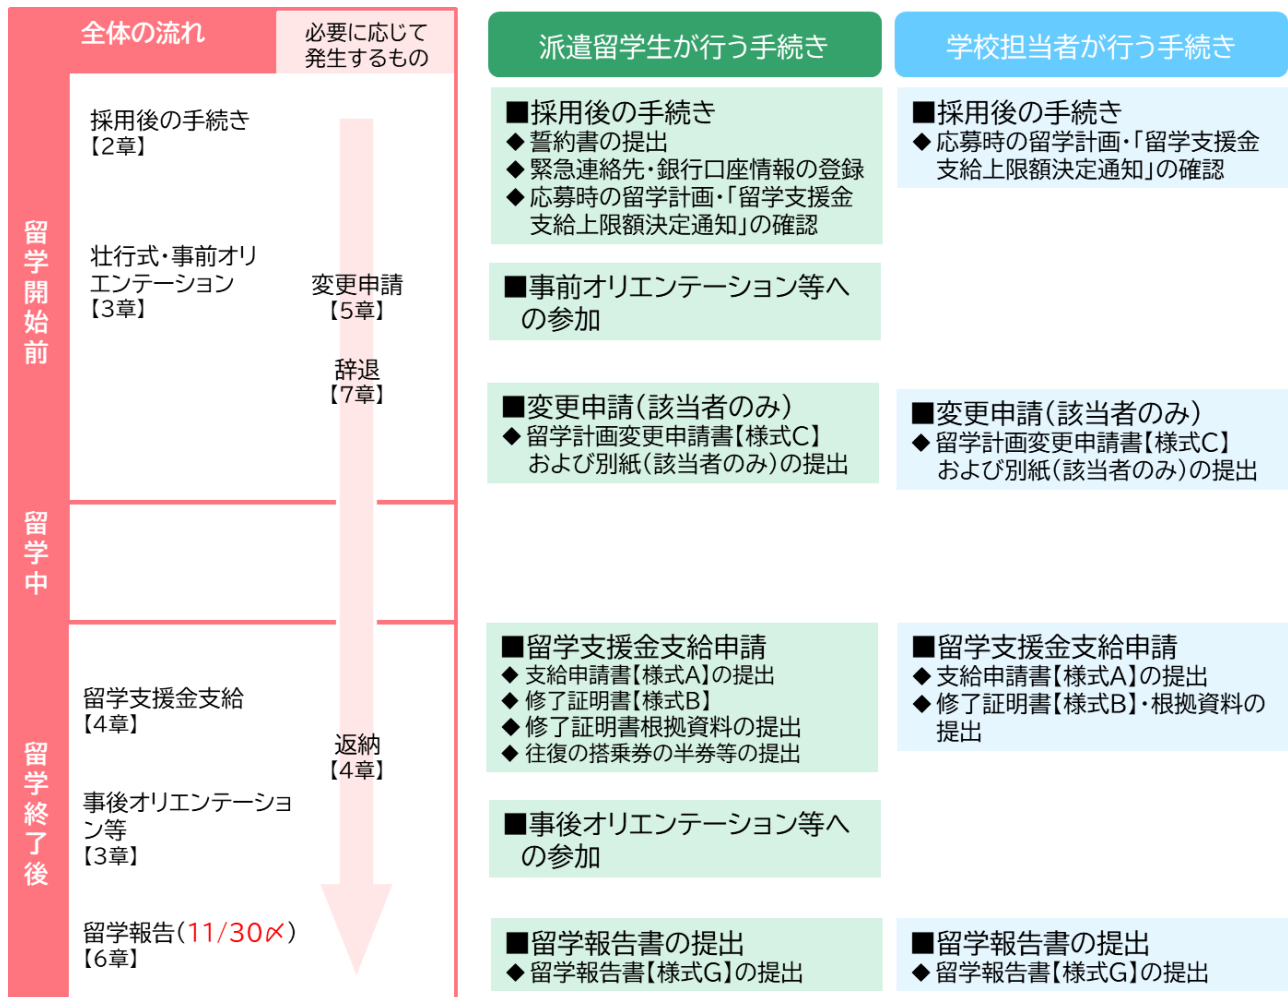 全体の流れ
必要に応じて
発生するもの
派遣留学生が行う手続き
学校担当者が行う手続き
留学開始前
採用後の手続き
【2章】
壮行式・事前オリ
エンテーション
【3章】
変更申請
【5章】
辞退
【7章】
■採用後の手続き
◆誓約書の提出
◆緊急連絡先・銀行口座情報の登録
◆応募時の留学計画・「留学支援金
支給上限額決定通知」の確認
■採用後の手続き
◆応募時の留学計画・「留学支援金
支給上限額決定通知」の確認
■事前オリエンテーション等へ
の参加
■変更申請(該当者のみ)
◆留学計画変更申請書【様式C】
および別紙(該当者のみ)の提出
■変更申請(該当者のみ)
◆留学計画変更申請書【様式C】
および別紙(該当者のみ)の提出
留学中
留学終了後
留学支援金支給
【4章】
返納
【4章】
事後オリエンテーショ
ン等
【3章】
留学報告(11/30〆)
【6章】
■留学支援金支給申請
◆支給申請書【様式A】の提出
◆修了証明書【様式B】
◆修了証明書根拠資料の提出
◆往復の搭乗券の半券等の提出
■留学支援金支給申請
◆支給申請書【様式A】の提出
◆修了証明書【様式B】・根拠資料の
提出
■事後オリエンテーション等へ
の参加
■留学報告書の提出
◆留学報告書【様式G】の提出
■留学報告書の提出
◆留学報告書【様式G】の提出